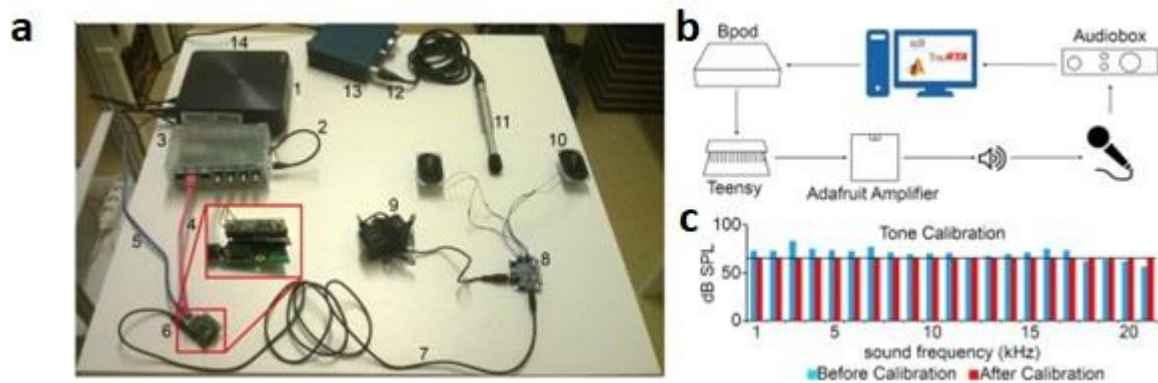 a
14
13
12
1
2
3
11
10
4
5
9
8
6
7
b
Bpod
Audiobox
TrueRTA
Teensy
Adafruit Amplifier
c
Tone Calibration
100
50
0
dB SPL
1 5 10 15 20
sound frequency (kHz)
Before Calibration After Calibration